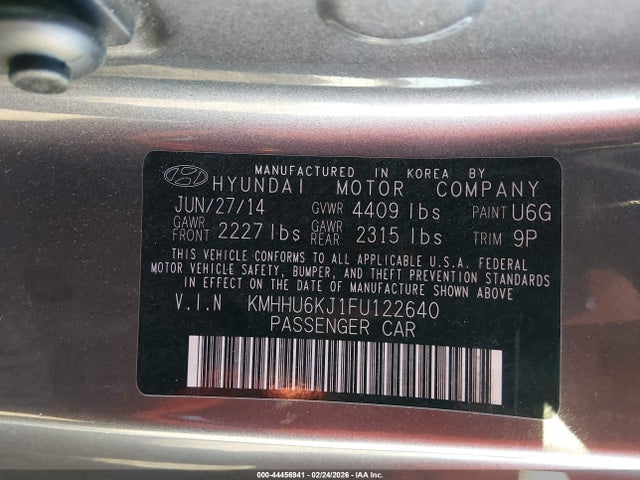 MANUFACTURED IN KOREA BY
HYUNDAI MOTOR COMPANY
JUN/27/14 GVWR 4409 lbs PAINT U6G
GAWR FRONT 2227 lbs GAWR REAR 2315 lbs TRIM 9P
THIS VEHICLE CONFORMS TO ALL APPLICABLE U.S.A. FEDERAL
MOTOR VEHICLE SAFETY, BUMPER, AND THEFT PREVENTION STANDARDS
IN EFFECT ON THE DATE OF MANUFACTURE SHOWN ABOVE.
V.I.N KMHHU6KJ1FU122640
PASSENGER CAR
000-44456941 - 02/24/2026 - IAA Inc.